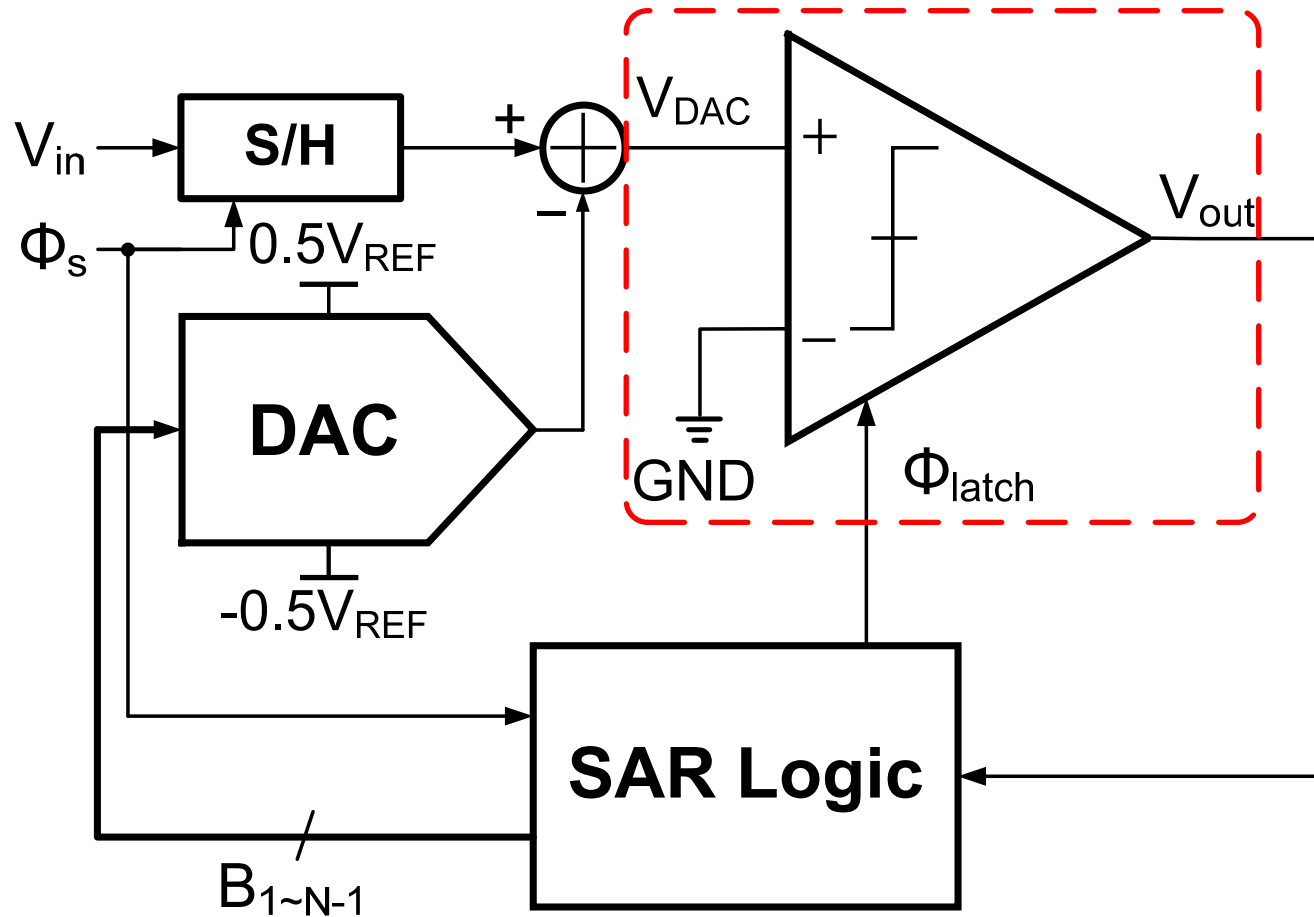 V_DAC
+
+
V_in
S/H
V_out
Φ_s
−
0.5V_REF
−
DAC
GND
Φ_latch
-0.5V_REF
SAR Logic
B_1~N-1